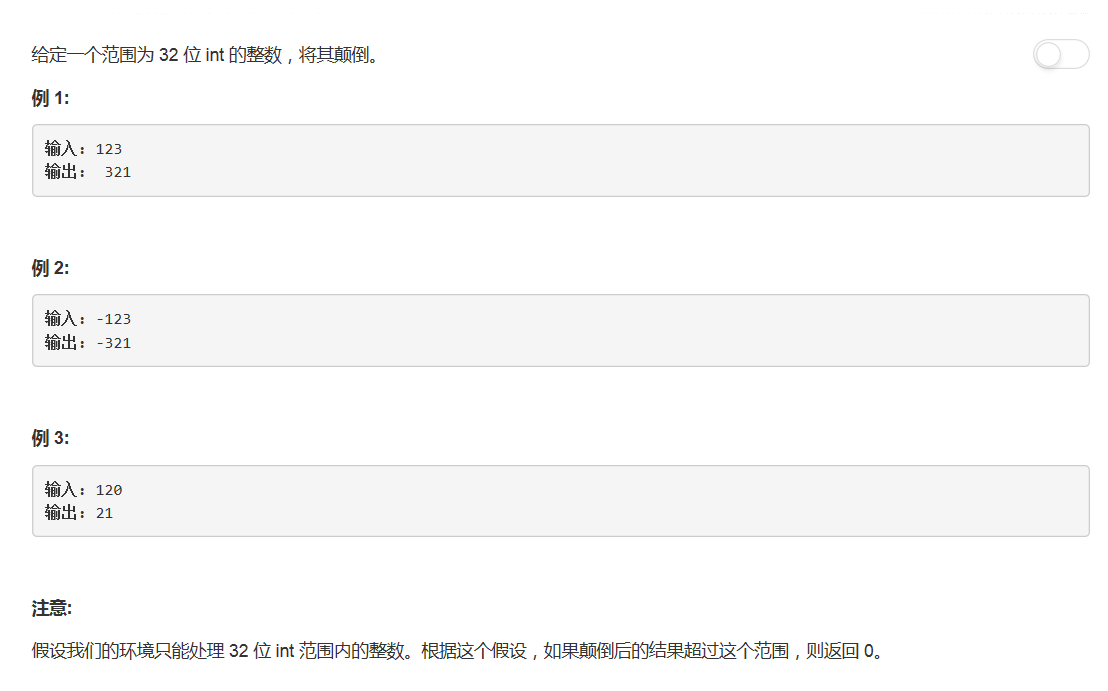 给定一个范围为 32 位 int 的整数，将其颠倒。
例 1:
输入: 123
输出:  321
例 2:
输入: -123
输出: -321
例 3:
输入: 120
输出: 21
注意:
假设我们的环境只能处理 32 位 int 范围内的整数。根据这个假设，如果颠倒后的结果超过这个范围，则返回 0。